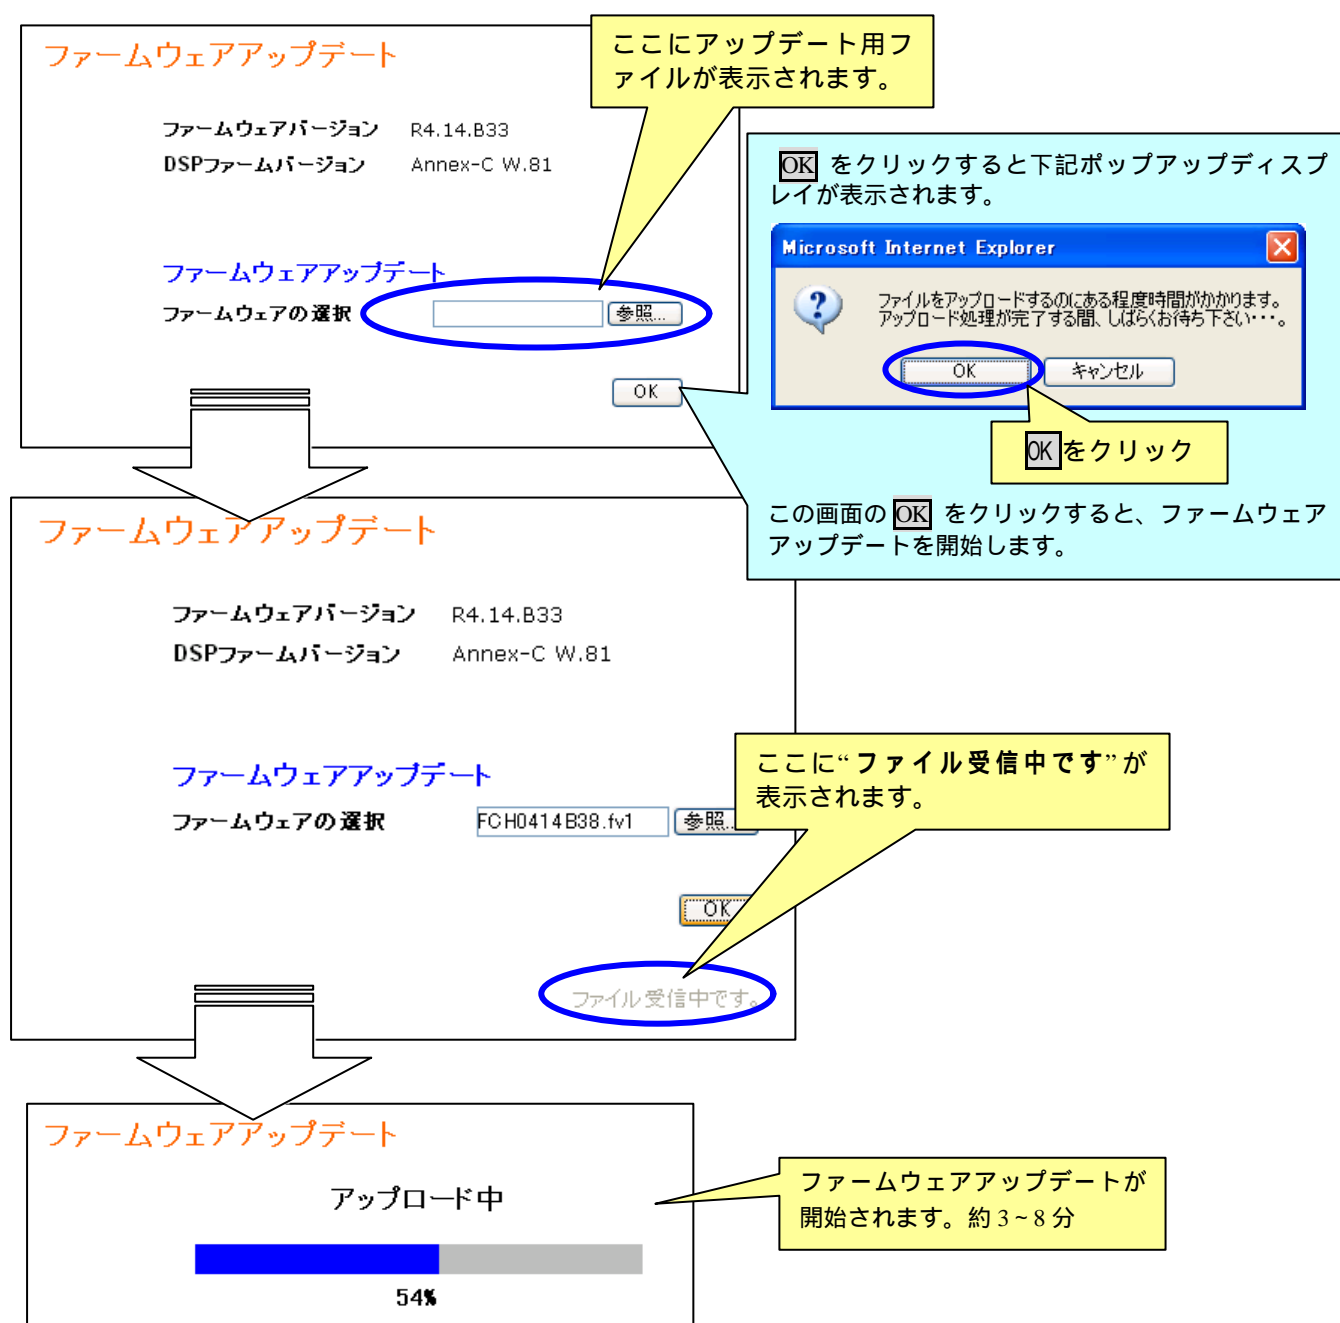 ファームウェアアップデート
ここにアップデート用フ
ァイルが表示されます。
ファームウェアバージョン R4.14.B33
DSPファームバージョン Annex-C W.81
ファームウェアアップデート
ファームウェアの選択 参照...
OK
OK をクリックすると下記ポップアップディスプ
レイが表示されます。
Microsoft Internet Explorer
ファイルをアップロードするのにある程度時間がかかります。
アップロード処理が完了する間、しばらくお待ち下さい・・・。
OK キャンセル
OKをクリック
この画面の OK をクリックすると、ファームウェア
アップデートを開始します。
ファームウェアアップデート
ファームウェアバージョン R4.14.B33
DSPファームバージョン Annex-C W.81
ファームウェアアップデート
ファームウェアの選択 FCH0414B38.fv1 参照...
ここに“ファイル受信中です”が
表示されます。
OK
ファイル受信中です。
ファームウェアアップデート
アップロード中
54%
ファームウェアアップデートが
開始されます。約 3~8 分